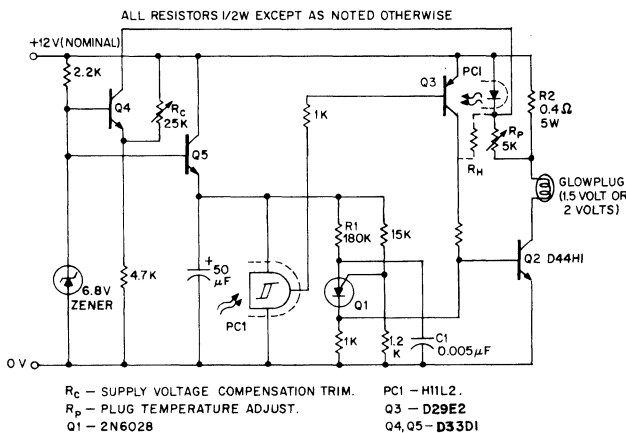 ALL RESISTORS 1/2W EXCEPT AS NOTED OTHERWISE
+12V(NOMINAL)
2.2K
Q4
RC
25K
Q5
1K
Q3
PC1
R2
0.4Ω
5W
RP
5K
RH
GLOWPLUG
(1.5 VOLT OR
2 VOLTS)
Q2 D44H1
R1
180K
15K
6.8V
ZENER
4.7K
+
50
μF
PC1
Q1
1K
1.2
K
C1
0.005μF
0V
RC – SUPPLY VOLTAGE COMPENSATION TRIM.
RP – PLUG TEMPERATURE ADJUST.
Q1 – 2N6028
PC1 – H11L2.
Q3 – D29E2
Q4,Q5– D33D1